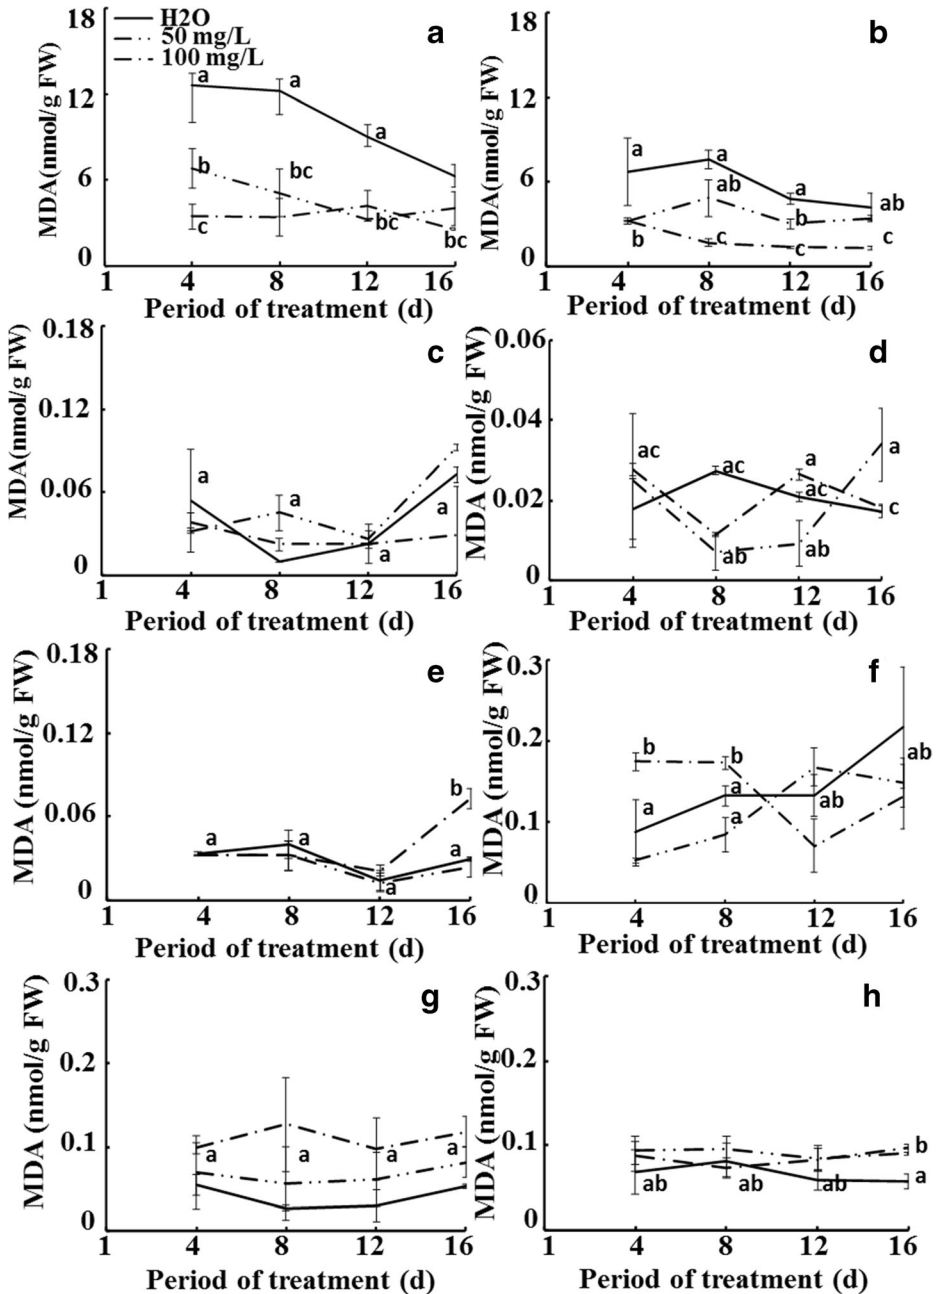 18
H2O
50 mg/L
100 mg/L
a
12
6
0
MDA(nmol/g FW)
a
a
a
b
bc
bc
c
bc
1
4
8
12
16
Period of treatment (d)
18
b
12
6
0
MDA(nmol/g FW)
a
a
ab
a
b
ab
b
c
c
c
1
4
8
12
16
Period of treatment (d)
0.18
c
0.12
0.06
0
MDA(nmol/g FW)
a
a
a
a
1
4
8
12
16
Period of treatment (d)
0.06
d
0.04
0.02
0
MDA (nmol/g FW)
ac
ac
a
ac
a
c
ab
ab
1
4
8
12
16
Period of treatment (d)
0.18
e
0.12
0.06
0
MDA (nmol/g FW)
a
a
a
b
a
1
4
8
12
16
Period of treatment (d)
0.3
f
0.2
0.1
0
MDA (nmol/g FW)
b
b
a
a
ab
ab
1
4
8
12
16
Period of treatment (d)
0.3
g
0.2
0.1
0
MDA (nmol/g FW)
a
a
a
a
1
4
8
12
16
Period of treatment (d)
0.3
h
0.2
0.1
0
MDA (nmol/g FW)
ab
ab
ab
b
a
1
4
8
12
16
Period of treatment (d)